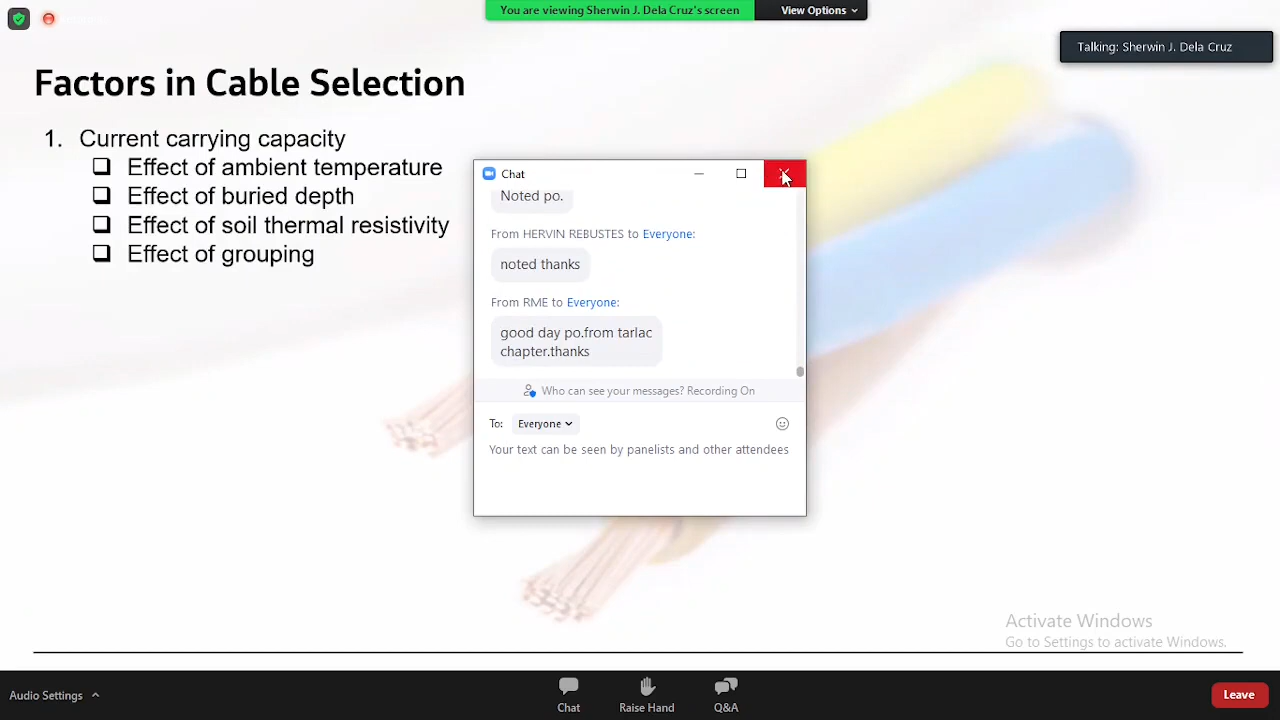 You are viewing Sherwin J. Dela Cruz's screen
View Options
Talking: Sherwin J. Dela Cruz
Factors in Cable Selection
1. Current carrying capacity
❑ Effect of ambient temperature
❑ Effect of buried depth
❑ Effect of soil thermal resistivity
❑ Effect of grouping
Chat
Noted po.
From HERVIN REBUSTES to Everyone:
noted thanks
From RME to Everyone:
good day po.from tarlac
chapter.thanks
Who can see your messages? Recording On
To: Everyone
Your text can be seen by panelists and other attendees
Activate Windows
Go to Settings to activate Windows.
Audio Settings
Chat
Raise Hand
Q&A
Leave